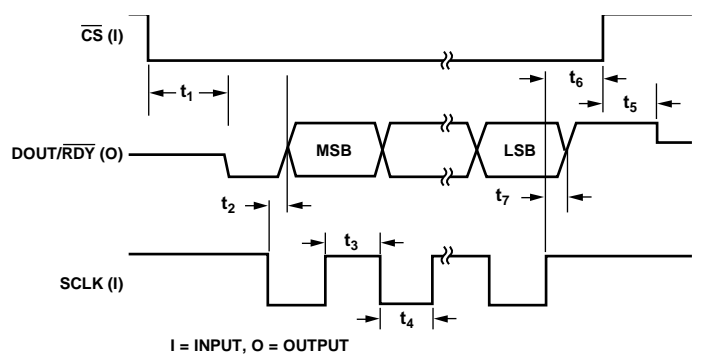 CS (I)
t1
t6
t5
DOUT/RDY (O)
MSB
LSB
t2
t7
t3
SCLK (I)
t4
I = INPUT, O = OUTPUT